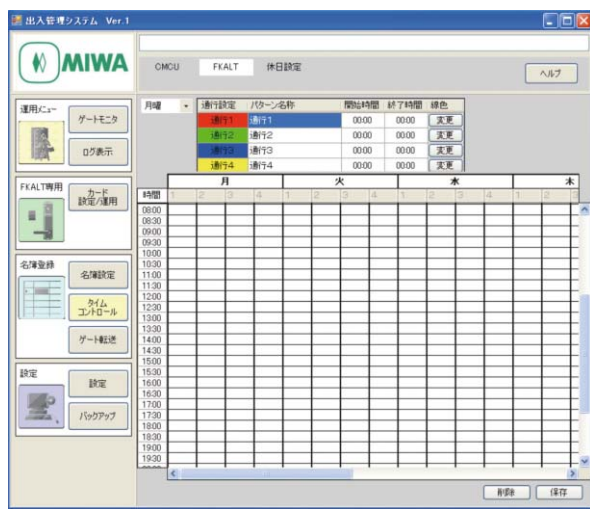 出入管理システム Ver.1
MIWA
CMCU FKALT 休日設定
ヘルプ
運用メニュー
ゲートモニタ
ログ表示
FKALT専用
カード
設定/運用
名簿登録
名簿設定
タイム
コントロール
ゲート転送
設定
設定
バックアップ
月曜 通行設定 パターン名称 開始時間 終了時間 線色
通行1 通行1 00:00 00:00 変更
通行2 通行2 00:00 00:00 変更
通行3 通行3 00:00 00:00 変更
通行4 通行4 00:00 00:00 変更
月 火 水 木
時間 1 2 3 4 1 2 3 4 1 2 3 4 1 2 3
08:00
08:30
09:00
09:30
10:00
10:30
11:00
11:30
12:00
12:30
13:00
13:30
14:00
14:30
15:00
15:30
16:00
16:30
17:00
17:30
18:00
18:30
19:00
19:30
削除 保存